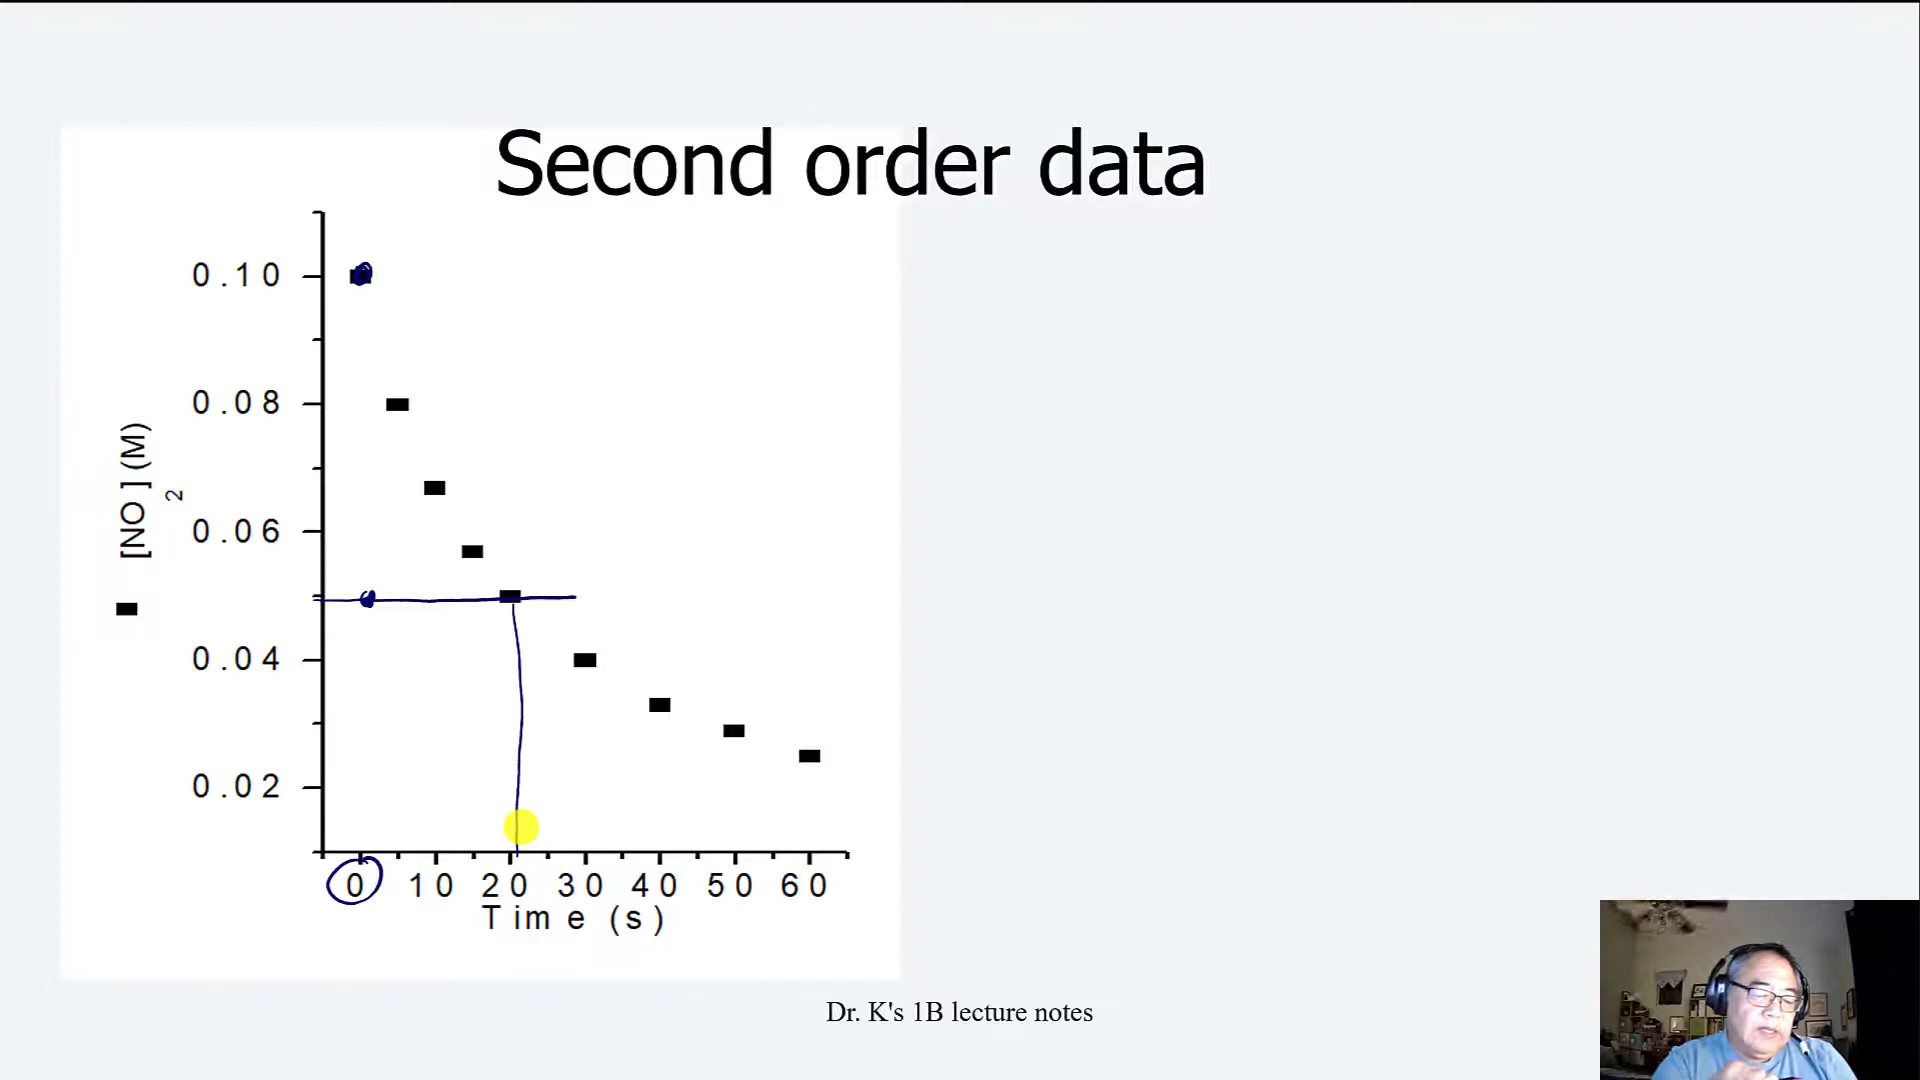 Second order data
0.10
0.08
0.06
0.04
0.02
[NO ] (M)
2
0 10 20 30 40 50 60
Time (s)
Dr. K's 1B lecture notes